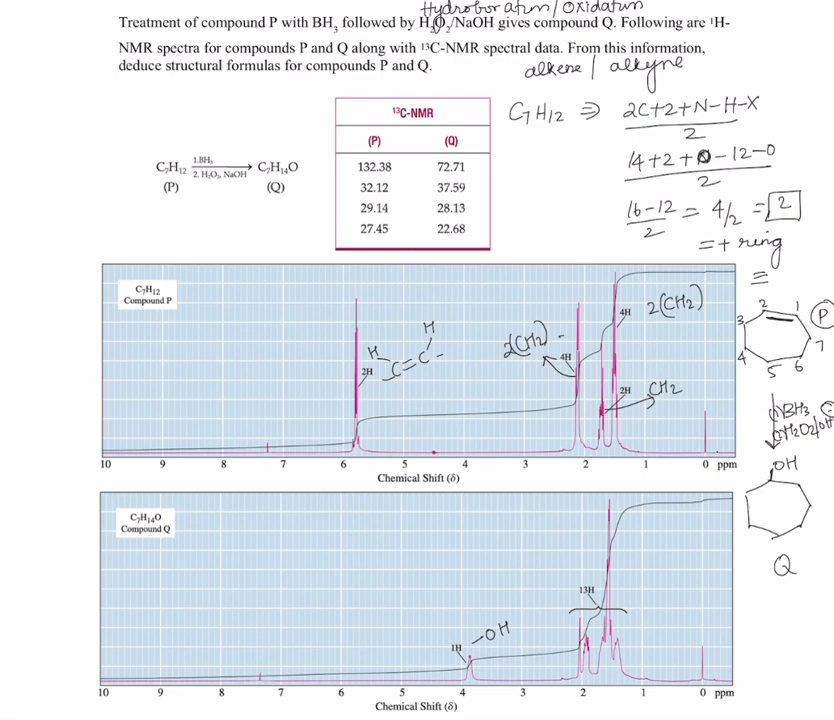 Hydroboration/Oxidation
Treatment of compound P with BH3 followed by H2O2/NaOH gives compound Q. Following are ¹H-
NMR spectra for compounds P and Q along with ¹³C-NMR spectral data. From this information,
deduce structural formulas for compounds P and Q.
alkene / alkyne
C7H12 ⇒ 2C+2+N-H-X
2
14+2+0-12-0
2
16-12 = 4/2 = 2
2
= + ring
≡
¹³C-NMR
(P) (Q)
132.38 72.71
32.12 37.59
29.14 28.13
27.45 22.68
C7H12 1.BH3 → C7H14O
2. H2O2, NaOH
(P) (Q)
C7H12
Compound P
2H
H
C=C-
H
2(CH2) -
4H
4H
2(CH2)
2H
CH2
10 9 8 7 6 5 4 3 2 1 0 ppm
Chemical Shift (δ)
1
2
3
4
5
6
7
P
1) BH3
2) H2O2/OH
OH
Q
C7H14O
Compound Q
1H
-OH
13H
10 9 8 7 6 5 4 3 2 1 0 ppm
Chemical Shift (δ)